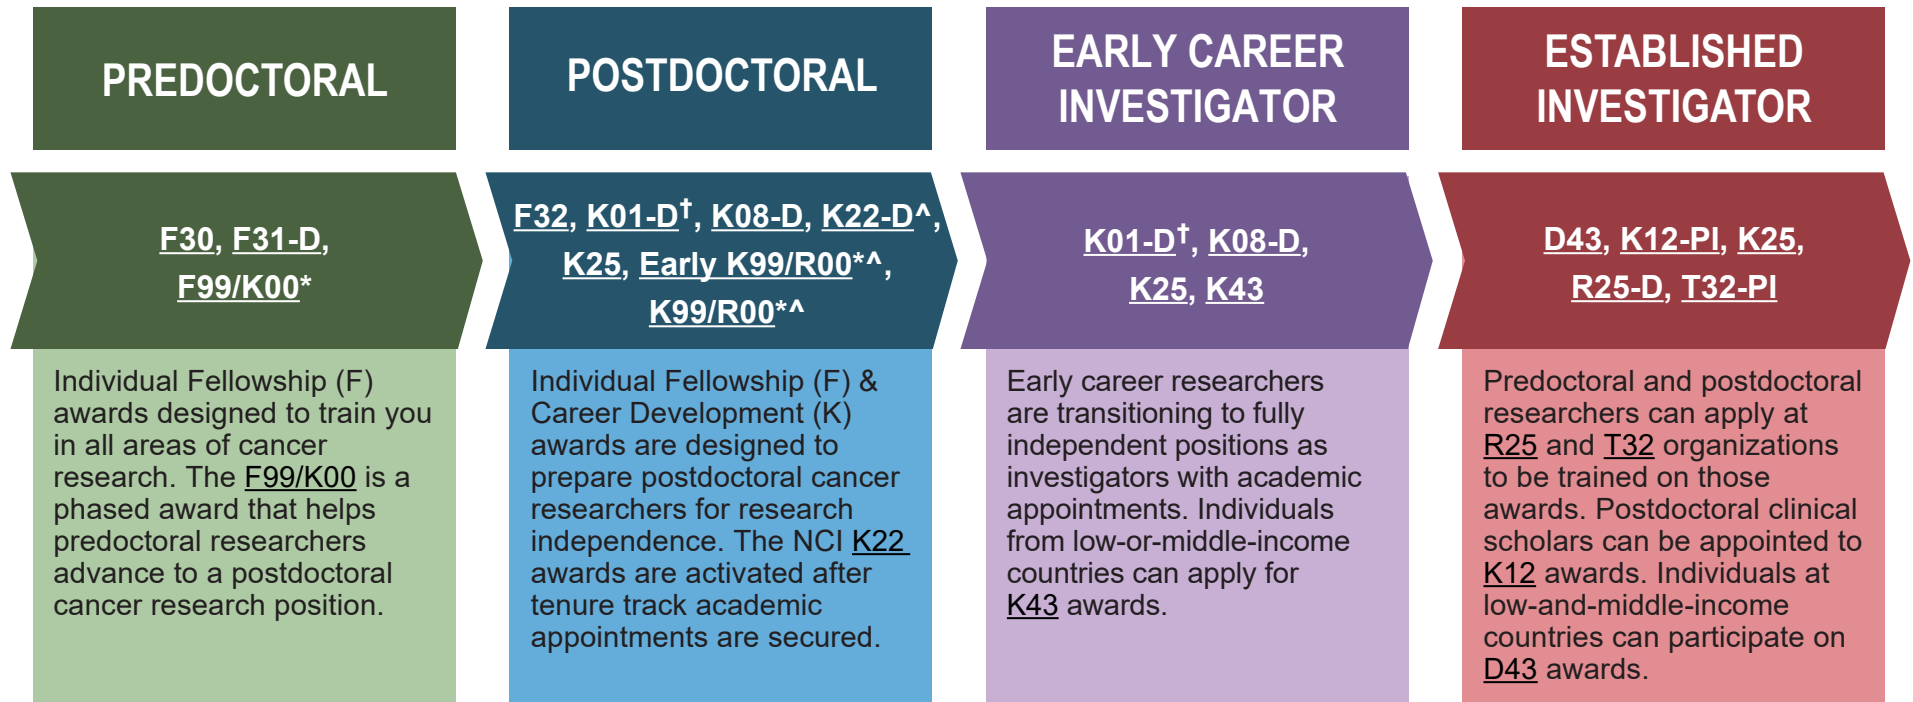 PREDOCTORAL
F30, F31-D,
F99/K00*
Individual Fellowship (F)
awards designed to train you
in all areas of cancer
research. The F99/K00 is a
phased award that helps
predoctoral researchers
advance to a postdoctoral
cancer research position.
POSTDOCTORAL
F32, K01-D†, K08-D, K22-D^,
K25, Early K99/R00*^,
K99/R00*^
Individual Fellowship (F) &
Career Development (K)
awards are designed to
prepare postdoctoral cancer
researchers for research
independence. The NCI K22
awards are activated after
tenure track academic
appointments are secured.
EARLY CAREER
INVESTIGATOR
K01-D†, K08-D,
K25, K43
Early career researchers
are transitioning to fully
independent positions as
investigators with academic
appointments. Individuals
from low-or-middle-income
countries can apply for
K43 awards.
ESTABLISHED
INVESTIGATOR
D43, K12-PI, K25,
R25-D, T32-PI
Predoctoral and postdoctoral
researchers can apply at
R25 and T32 organizations
to be trained on those
awards. Postdoctoral clinical
scholars can be appointed to
K12 awards. Individuals at
low-and-middle-income
countries can participate on
D43 awards.